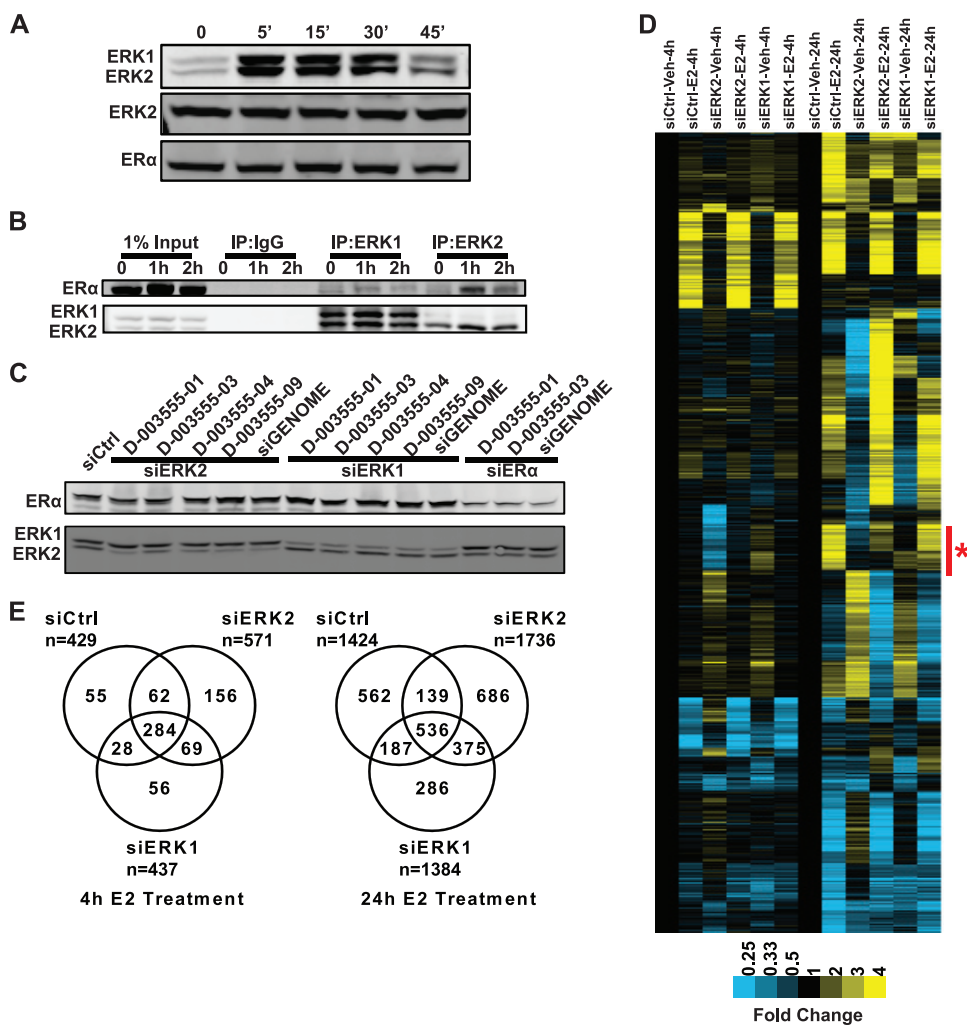 A
0 5' 15' 30' 45'
ERK1
ERK2
ERK2
ERα
B
1% Input IP:IgG IP:ERK1 IP:ERK2
0 1h 2h 0 1h 2h 0 1h 2h 0 1h 2h
ERα
ERK1
ERK2
C
siCtrl D-003555-01 D-003555-03 D-003555-04 D-003555-09 siGENOME D-003555-01 D-003555-03 D-003555-04 D-003555-09 siGENOME D-003555-01 D-003555-03 siGENOME
siERK2 siERK1 siERα
ERα
ERK1
ERK2
E
siCtrl
n=429
siERK2
n=571
55 62 156
284
28 69
56
siERK1
n=437
4h E2 Treatment
siCtrl
n=1424
siERK2
n=1736
562 139 686
536
187 375
286
siERK1
n=1384
24h E2 Treatment
D
siCtrl-Veh-4h
siCtrl-E2-4h
siERK2-Veh-4h
siERK2-E2-4h
siERK1-Veh-4h
siERK1-E2-4h
siCtrl-Veh-24h
siCtrl-E2-24h
siERK2-Veh-24h
siERK2-E2-24h
siERK1-Veh-24h
siERK1-E2-24h
*
0.25 0.33 0.5 1 2 3 4
Fold Change